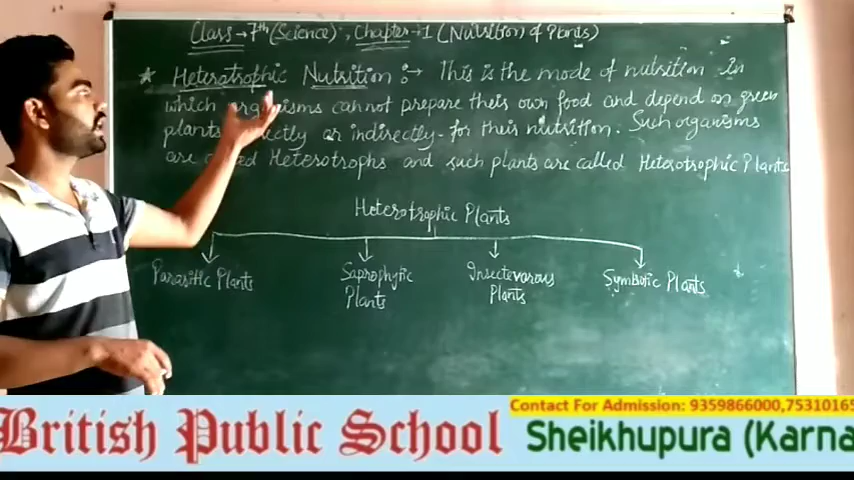 Class → 7th (Science), Chapter-1 (Nutrition of Plants)
* Heteratrophic Nutrition :→ This is the mode of nutrition in
which organisms cannot prepare their own food and depend on green
plants directly or indirectly for their nutrition. Such organisms
are called Heterotrophs and such plants are called Heterotrophic Plants
Heterotrophic Plants
Parasitic Plants
Saprophytic Plants
Insectevorous Plants
Symbiotic Plants
Contact For Admission:- 9359866000,75310165
British Public School
Sheikhupura (Karna